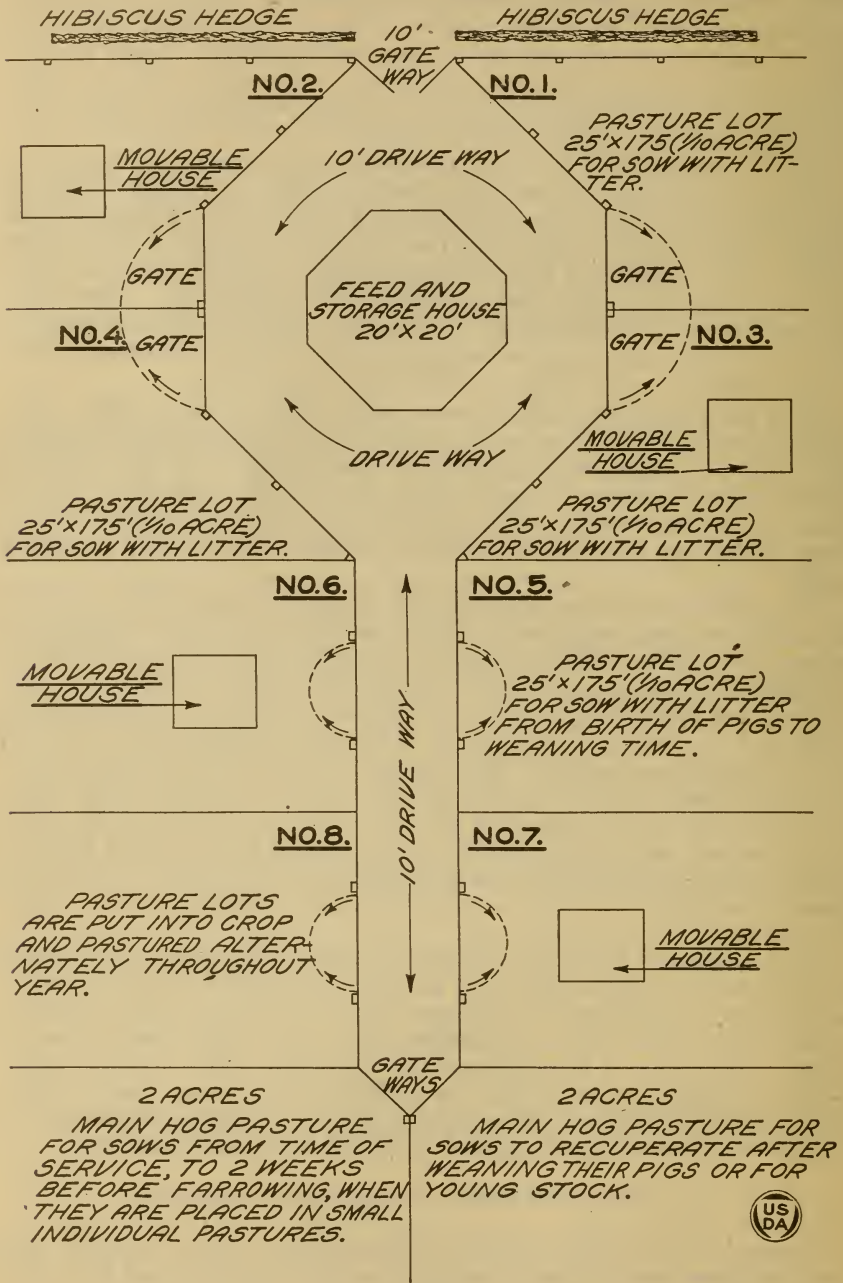 HIBISCUS HEDGE
10'
GATE
WAY
HIBISCUS HEDGE
NO.2.
NO.1.
PASTURE LOT
25'X175(1/10 ACRE)
FOR SOW WITH LIT-
TER.
MOVABLE
HOUSE
10' DRIVE WAY
GATE
GATE
FEED AND
STORAGE HOUSE
20'X20'
NO.4.
GATE
GATE
NO.3.
MOVABLE
HOUSE
DRIVE WAY
PASTURE LOT
25'X175'(1/10 ACRE)
FOR SOW WITH LITTER.
PASTURE LOT
25'X175'(1/10 ACRE)
FOR SOW WITH LITTER.
NO.6.
NO.5.
MOVABLE
HOUSE
10' DRIVE WAY
PASTURE LOT
25'X175'(1/10 ACRE)
FOR SOW WITH LITTER
FROM BIRTH OF PIGS TO
WEANING TIME.
NO.8.
NO.7.
PASTURE LOTS
ARE PUT INTO CROP
AND PASTURED ALTER-
NATELY THROUGHOUT
YEAR.
MOVABLE
HOUSE
GATE
WAYS
2 ACRES
MAIN HOG PASTURE
FOR SOWS FROM TIME OF
SERVICE, TO 2 WEEKS
BEFORE FARROWING, WHEN
THEY ARE PLACED IN SMALL
INDIVIDUAL PASTURES.
2 ACRES
MAIN HOG PASTURE FOR
SOWS TO RECUPERATE AFTER
WEANING THEIR PIGS OR FOR
YOUNG STOCK.
US
DA